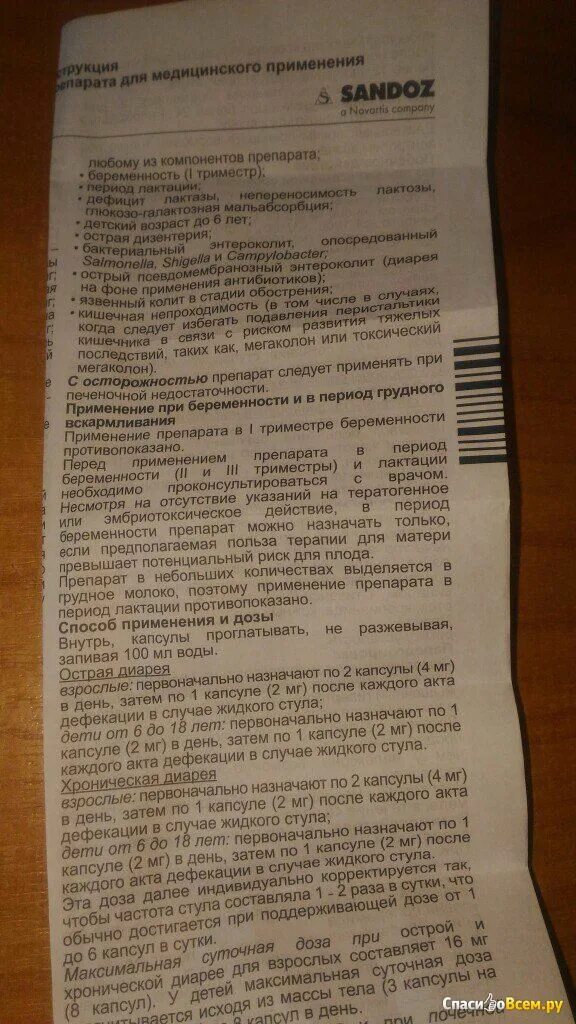 струкция
епарата для медицинского применения
SANDOZ
a Novartis company
любому из компонентов препарата;
• беременность (I триместр);
• период лактации;
• дефицит лактазы, непереносимость лактозы,
глюкозо-галактозная мальабсорбция;
• детский возраст до 6 лет;
• острая дизентерия;
• бактериальный энтероколит, опосредованный
Salmonella, Shigella и Campylobacter;
• острый псевдомембранозный энтероколит (диарея
на фоне применения антибиотиков);
• язвенный колит в стадии обострения;
• кишечная непроходимость (в том числе в случаях,
когда следует избегать подавления перистальтики
кишечника в связи с риском развития тяжелых
последствий, таких как, мегаколон или токсический
мегаколон).
С осторожностью препарат следует применять при
печеночной недостаточности.
Применение при беременности и в период грудного
вскармливания
Применение препарата в I триместре беременности
противопоказано.
Перед применением препарата в период
беременности (II и III триместры) и лактации
необходимо проконсультироваться с врачом.
Несмотря на отсутствие указаний на тератогенное
или эмбриотоксическое действие, в период
беременности препарат можно назначать только,
если предполагаемая польза терапии для матери
превышает потенциальный риск для плода.
Препарат в небольших количествах выделяется в
грудное молоко, поэтому применение препарата в
период лактации противопоказано.
Способ применения и дозы
Внутрь, капсулы проглатывать, не разжевывая,
запивая 100 мл воды.
Острая диарея
взрослые: первоначально назначают по 2 капсулы (4 мг)
в день, затем по 1 капсуле (2 мг) после каждого акта
дефекации в случае жидкого стула;
дети от 6 до 18 лет: первоначально назначают по 1
капсуле (2 мг) в день, затем по 1 капсуле (2 мг) после
каждого акта дефекации в случае жидкого стула.
Хроническая диарея
взрослые: первоначально назначают по 2 капсулы (4 мг)
в день, затем по 1 капсуле (2 мг) после каждого акта
дефекации в случае жидкого стула;
дети от 6 до 18 лет: первоначально назначают по 1
капсуле (2 мг) в день, затем по 1 капсуле (2 мг) после
каждого акта дефекации в случае жидкого стула.
Эта доза далее индивидуально корректируется так,
чтобы частота стула составляла 1 - 2 раза в сутки, что
обычно достигается при поддерживающей дозе от 1
до 6 капсул в сутки.
Максимальная суточная доза при острой и
хронической диарее для взрослых составляет 16 мг
(8 капсул). У детей максимальная суточная доза
исходя из массы тела (3 капсулы на
8 капсул в день.
при почечной
СпасибоВсем.ру